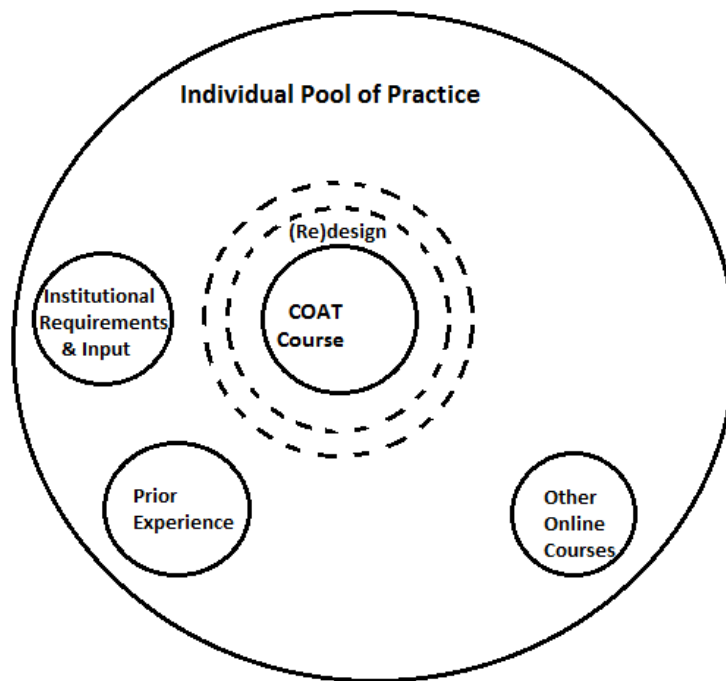 Individual Pool of Practice
(Re)design
COAT
Course
Institutional
Requirements
& Input
Prior
Experience
Other
Online
Courses